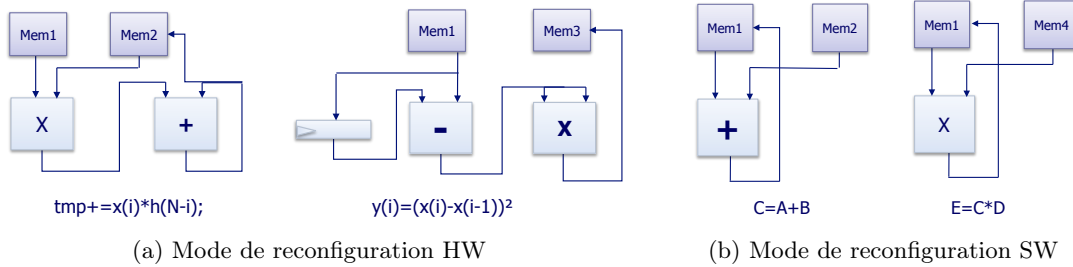 Mem1 Mem2 Mem1 Mem3 Mem1 Mem2 Mem1 Mem4
X + - x + X
tmp+=x(i)*h(N-i); y(i)=(x(i)-x(i-1))² C=A+B E=C*D
(a) Mode de reconfiguration HW (b) Mode de reconfiguration SW